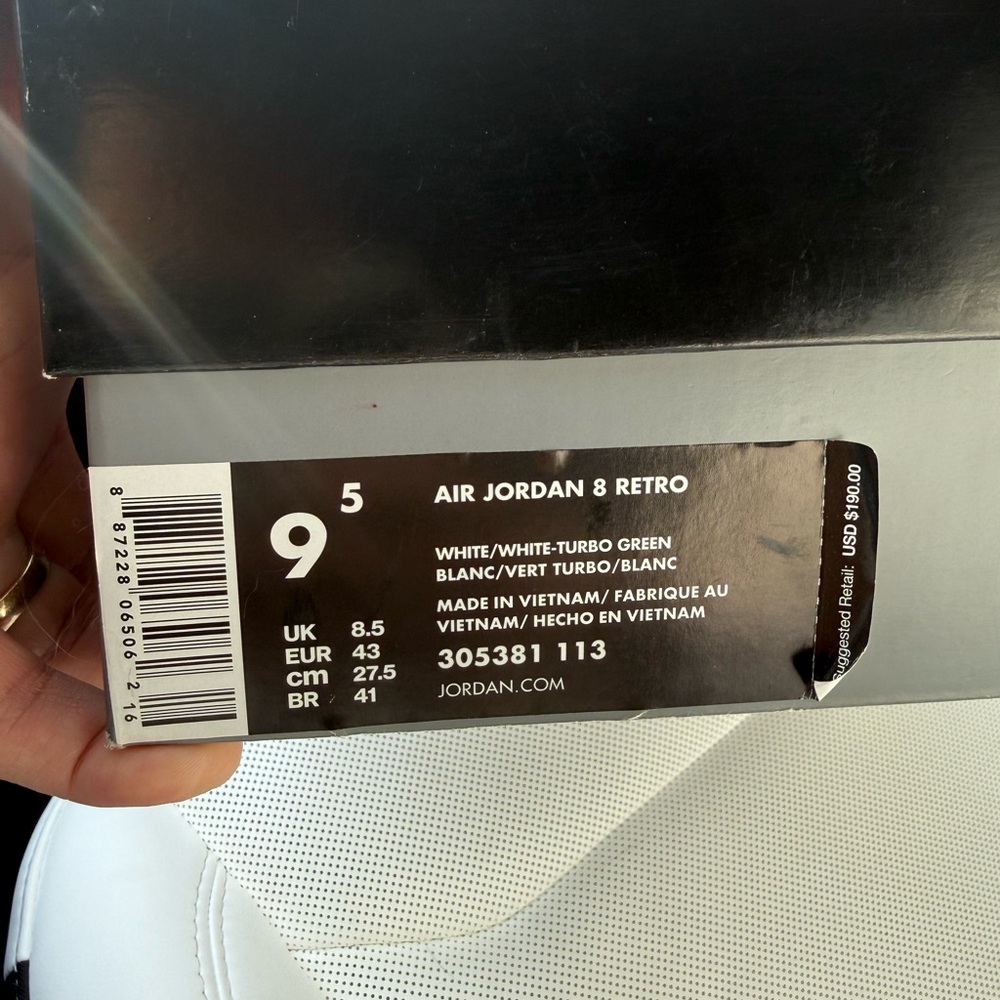 8 87228 06506 2 16
9 5
UK 8.5
EUR 43
cm 27.5
BR 41
AIR JORDAN 8 RETRO
WHITE/WHITE-TURBO GREEN
BLANC/VERT TURBO/BLANC
MADE IN VIETNAM/ FABRIQUE AU
VIETNAM/ HECHO EN VIETNAM
305381 113
JORDAN.COM
Suggested Retail: USD $190.00